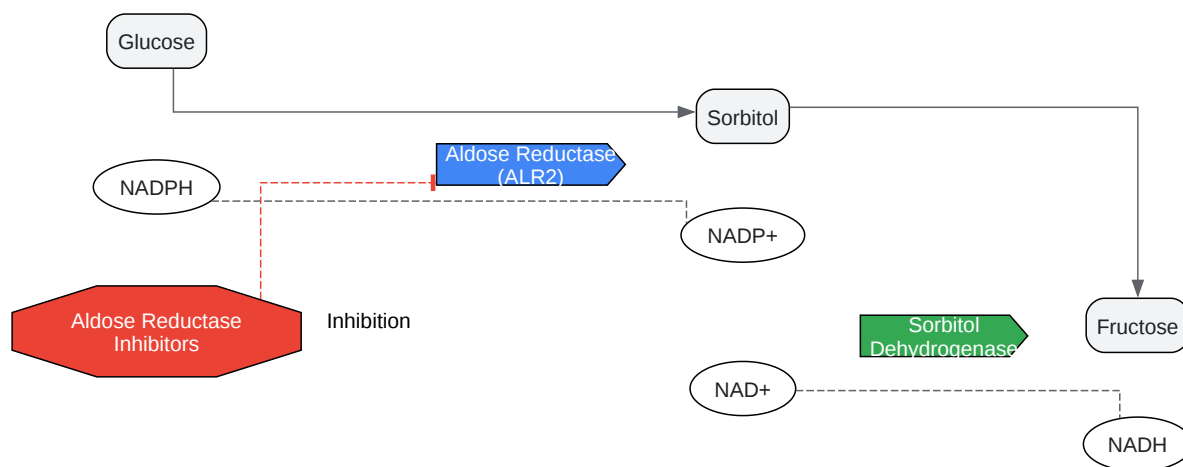 Glucose
Sorbitol
Aldose Reductase
(ALR2)
NADPH
NADP+
Aldose Reductase
Inhibitors
Inhibition
Sorbitol
Dehydrogenase
Fructose
NAD+
NADH